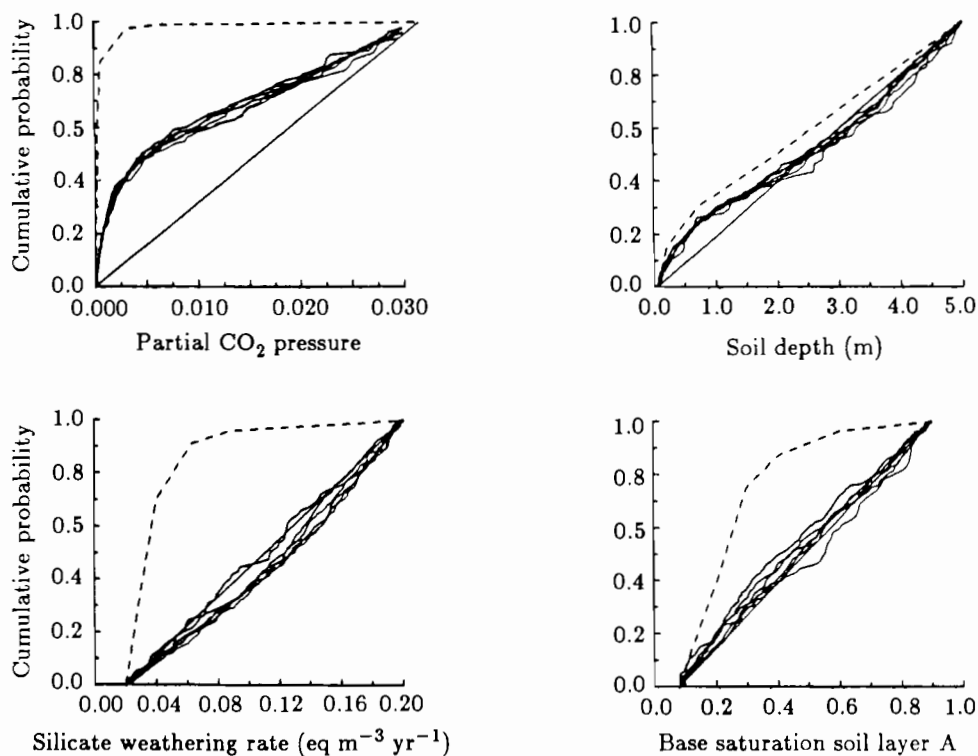 Cumulative probability
1.0
0.8
0.5
0.4
0.2
0.0
0.000 0.010 0.020 0.030
Partial CO₂ pressure
1.0
0.8
0.5
0.4
0.2
0.0
0.0 1.0 2.0 3.0 4.0 5.0
Soil depth (m)
Cumulative probability
1.0
0.8
0.5
0.4
0.2
0.0
0.00 0.04 0.08 0.12 0.16 0.20
Silicate weathering rate (eq m⁻³ yr⁻¹)
1.0
0.8
0.5
0.4
0.2
0.0
0.0 0.2 0.4 0.6 0.8 1.0
Base saturation soil layer A